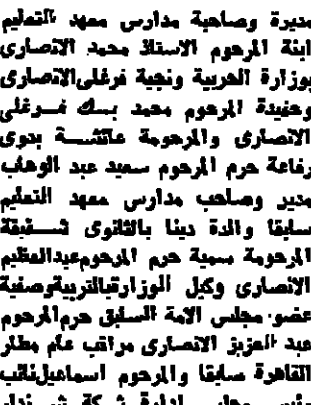 مديرة وصاحبة مدارس معهد التعليم
ابنة المرحوم الاستاذ محمد الانصارى
بوزارة الحربية ونجية فرغلى الانصارى
وحفيدة المرحوم محمد بسك فرغلى
الانصارى والمرحومة عائشة بدوى
رفاعة حرم المرحوم سعيد عبد الوهاب
مدير وصاحب مدارس معهد التعليم
سابقا والدة دينا بالثانوى شقيقة
المرحومة سمية حرم المرحوم عبدالعظيم
الانصارى وكيل الوزارة بالتربية وصفية
عضو مجلس الامة السابق حرم المرحوم
عبد العزيز الانصارى مراقب عام مطار
القاهرة سابقا والمرحوم اسماعيل نائب